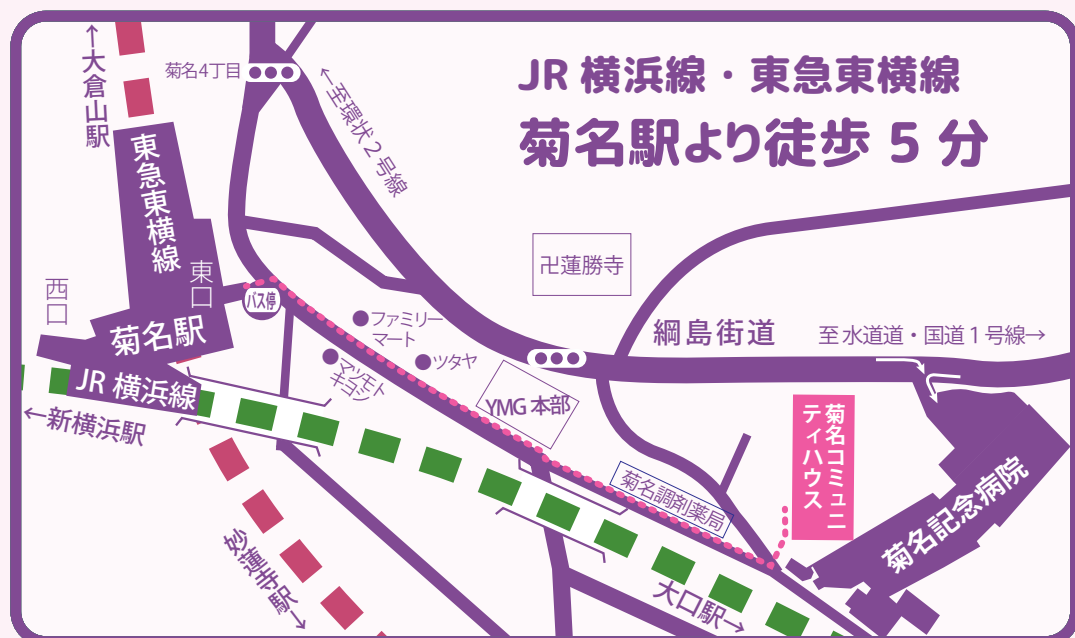 JR 横浜線・東急東横線
菊名駅より徒歩 5 分
←大倉山駅
菊名4丁目
←至環状2号線
東急東横線
東口
西口
バス停
菊名駅
JR 横浜線
←新横浜駅
ファミリー
マート
マツモト
キヨシ
ツタヤ
YMG 本部
卍蓮勝寺
綱島街道
至 水道道・国道 1 号線→
菊名調剤薬局
菊名コミュニ
ティハウス
菊名記念病院
妙蓮寺駅→
大口駅→